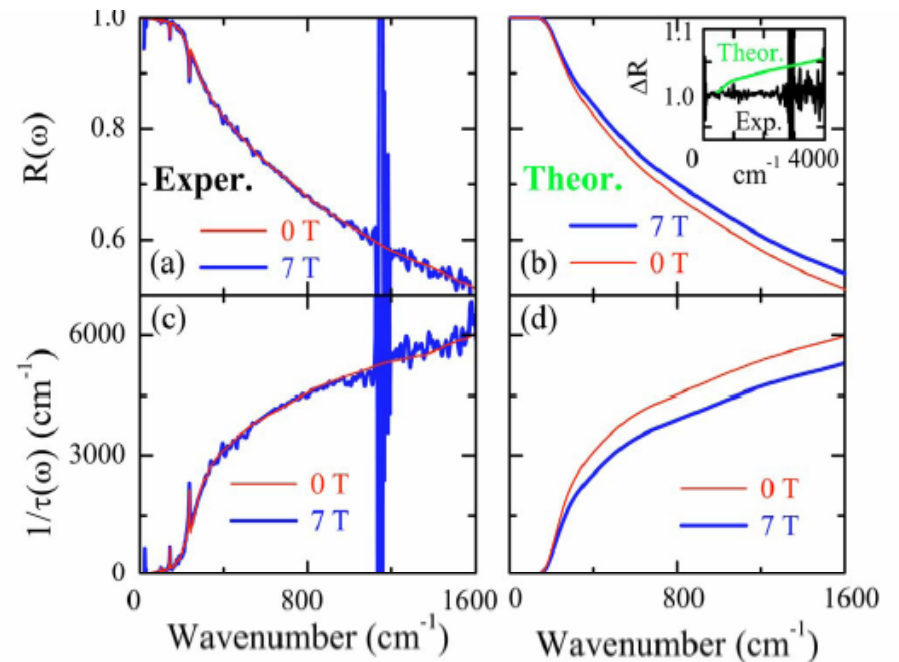 1.0
0.8
0.6
R(ω)
Exper.
0 T
7 T
(a)
Theor.
7 T
0 T
(b)
1.1
1.0
ΔR
Theor.
Exp.
0
4000
cm-1
6000
3000
0
1/τ(ω) (cm-1)
(c)
0 T
7 T
(d)
0 T
7 T
0 800 1600
0 800 1600
Wavenumber (cm-1)
Wavenumber (cm-1)